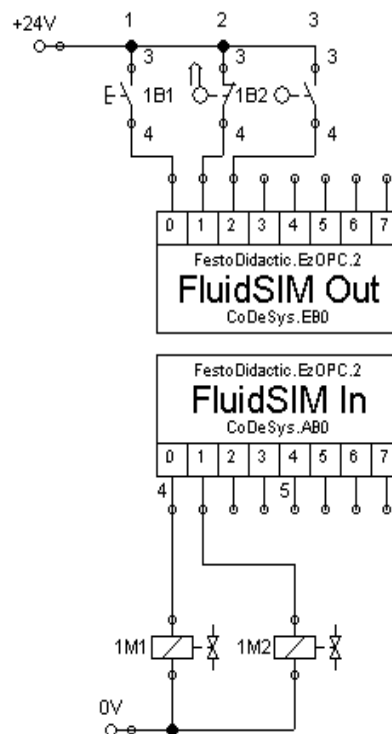 1 2 3
+24V
3 3 3
1B1 1B2
4 4 4
0 1 2 3 4 5 6 7
FestoDidactic.EzOPC.2
FluidSIM Out
CoDeSys.EB0
FestoDidactic.EzOPC.2
FluidSIM In
CoDeSys.AB0
0 1 2 3 4 5 6 7
4 5
1M1 1M2
0V